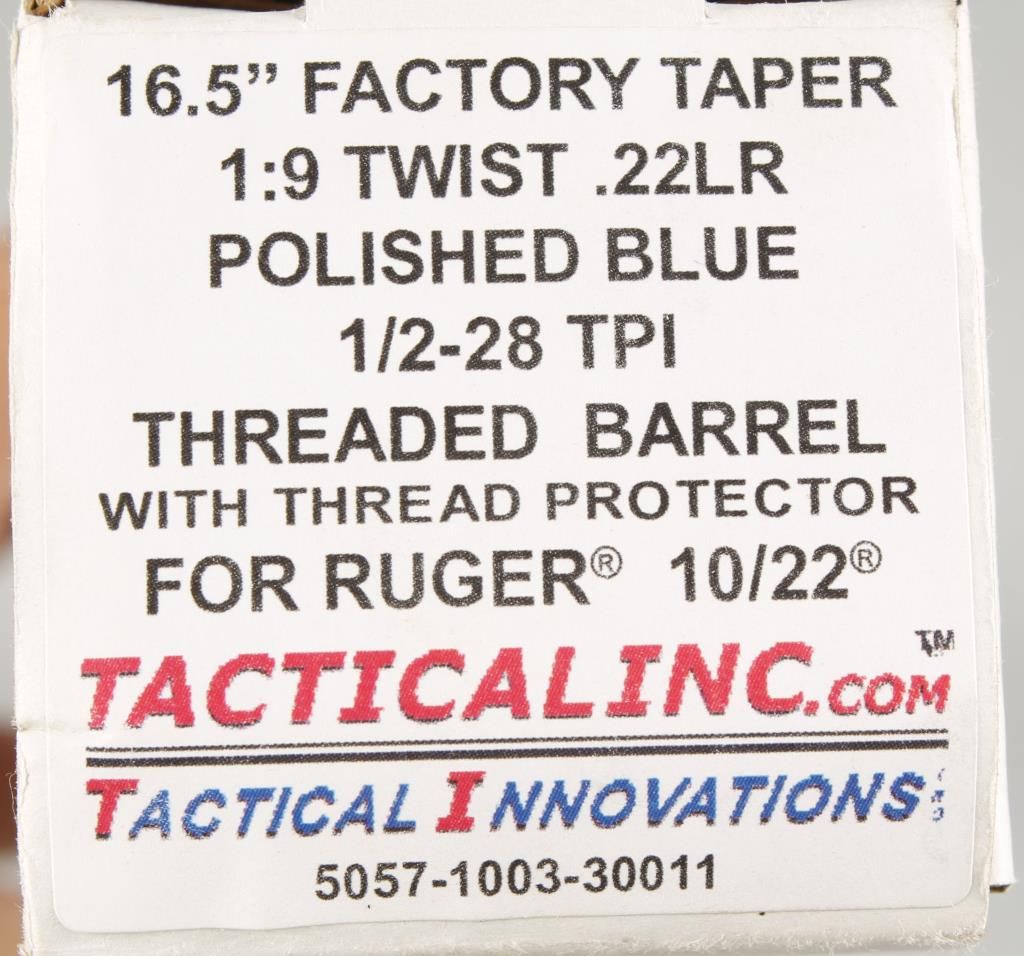 16.5” FACTORY TAPER
1:9 TWIST .22LR
POLISHED BLUE
1/2-28 TPI
THREADED BARREL
WITH THREAD PROTECTOR
FOR RUGER® 10/22®
TACTICALINC.COM™
TACTICAL INNOVATIONS
5057-1003-30011